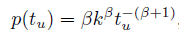 p(t_u) = βk^β t_u^{-(β+1)},